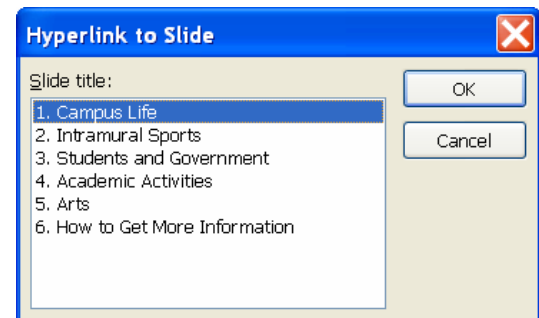 Hyperlink to Slide
Slide title:
OK
1. Campus Life
2. Intramural Sports
Cancel
3. Students and Government
4. Academic Activities
5. Arts
6. How to Get More Information